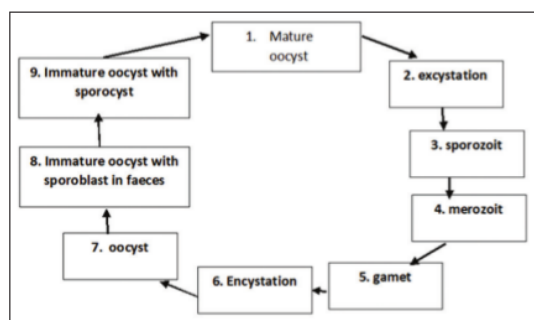 1. Mature
oocyst
2. excystation
3. sporozoit
4. merozoit
5. gamet
6. Encystation
7. oocyst
8. Immature oocyst with
sporoblast in faeces
9. Immature oocyst with
sporocyst